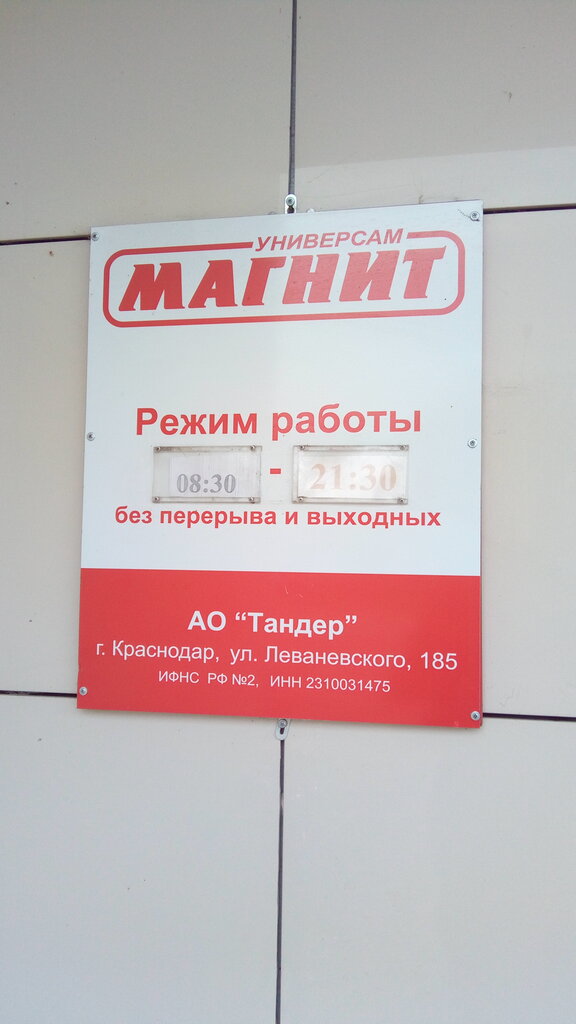 УНИВЕРСАМ
МАГНИТ
Режим работы
08:30 - 21:30
без перерыва и выходных
АО “Тандер”
г. Краснодар, ул. Леваневского, 185
ИФНС РФ №2, ИНН 2310031475